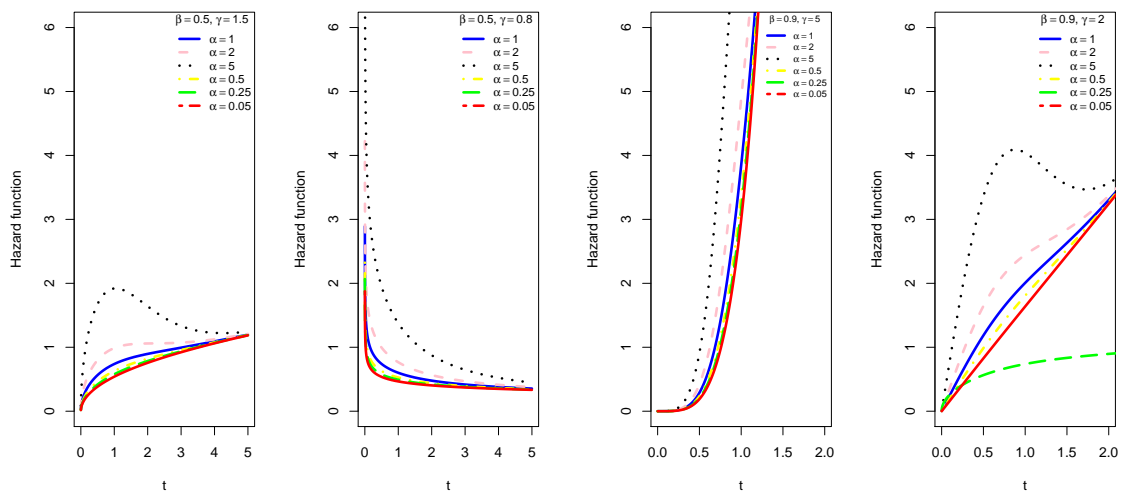 β = 0.5, γ = 1.5
α = 1
α = 2
α = 5
α = 0.5
α = 0.25
α = 0.05
Hazard function
0
1
2
3
4
5
6
0 1 2 3 4 5
t
β = 0.5, γ = 0.8
α = 1
α = 2
α = 5
α = 0.5
α = 0.25
α = 0.05
Hazard function
0
1
2
3
4
5
6
0 1 2 3 4 5
t
β = 0.9, γ = 5
α = 1
α = 2
α = 5
α = 0.5
α = 0.25
α = 0.05
Hazard function
0
1
2
3
4
5
6
0.0 0.5 1.0 1.5 2.0
t
β = 0.9, γ = 2
α = 1
α = 2
α = 5
α = 0.5
α = 0.25
α = 0.05
Hazard function
0
1
2
3
4
5
6
0.0 0.5 1.0 1.5 2.0
t